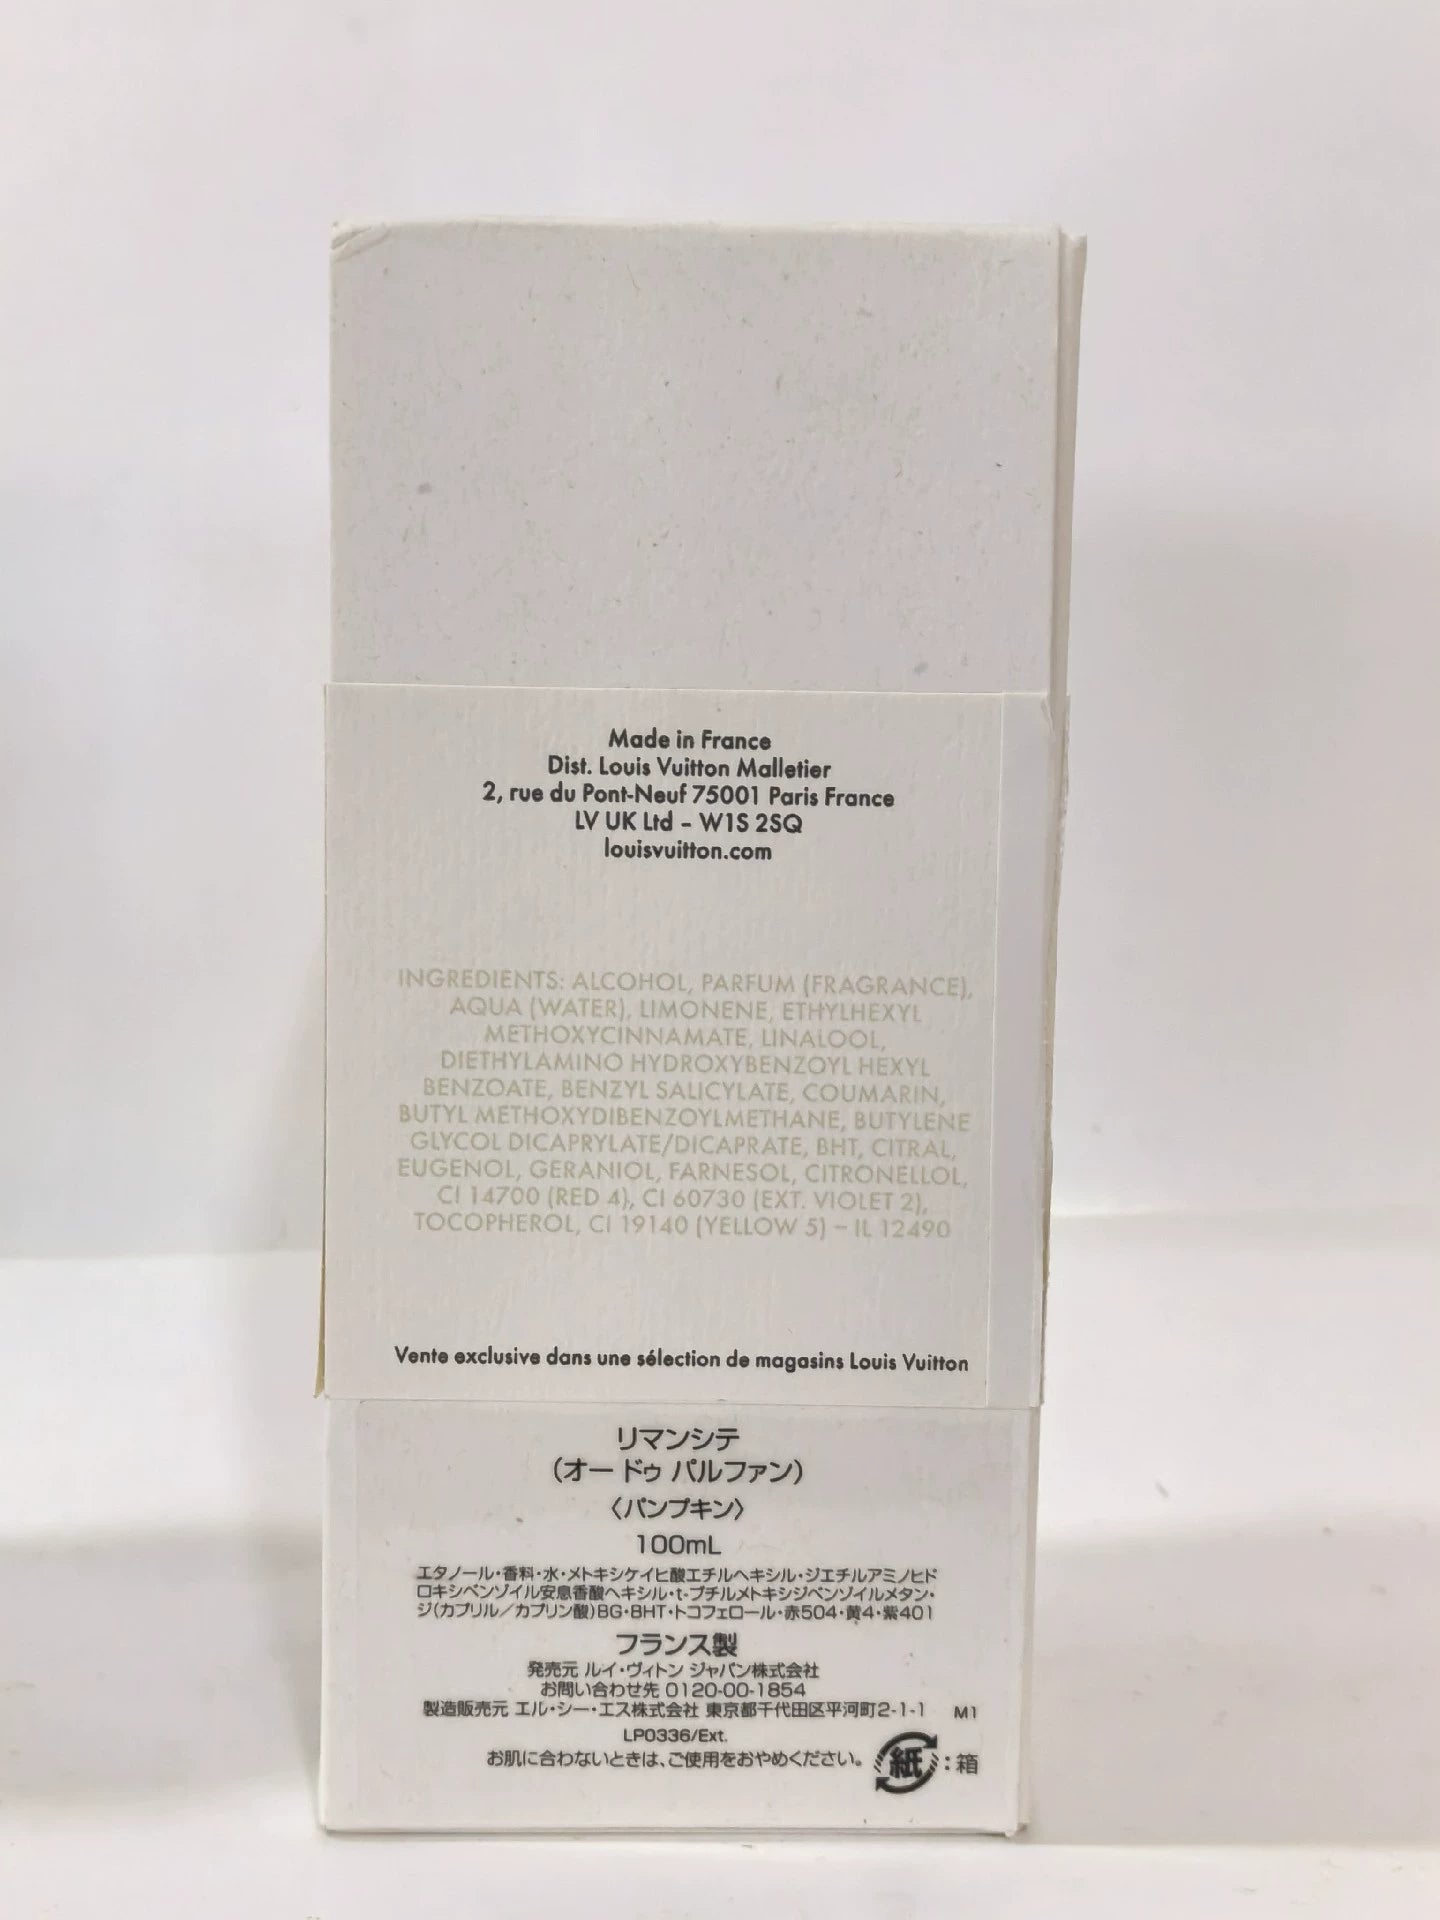 Made in France
Dist. Louis Vuitton Malletier
2, rue du Pont-Neuf 75001 Paris France
LV UK Ltd - W1S 2SQ
louisvuitton.com
INGREDIENTS: ALCOHOL, PARFUM (FRAGRANCE),
AQUA (WATER), LIMONENE, ETHYLHEXYL
METHOXYCINNAMATE, LINALOOL,
DIETHYLAMINO HYDROXYBENZOYL HEXYL
BENZOATE, BENZYL SALICYLATE, COUMARIN,
BUTYL METHOXYDIBENZOYLMETHANE, BUTYLENE
GLYCOL DICAPRYLATE/DICAPRATE, BHT, CITRAL,
EUGENOL, GERANIOL, FARNESOL, CITRONELLOL,
CI 14700 (RED 4), CI 60730 (EXT. VIOLET 2),
TOCOPHEROL, CI 19140 (YELLOW 5) – IL 12490
Vente exclusive dans une sélection de magasins Louis Vuitton
リマンシテ
(オー ドゥ パルファン)
〈パンプキン〉
100mL
エタノール・香料・水・メトキシケイヒ酸エチルヘキシル・ジエチルアミノヒド
ロキシベンゾイル安息香酸ヘキシル・t-ブチルメトキシジベンゾイルメタン・
ジ(カプリル／カプリン酸)BG・BHT・トコフェロール・赤504・黄4・紫401
フランス製
発売元 ルイ・ヴィトン ジャパン株式会社
お問い合わせ先 0120-00-1854
製造販売元 エル・シー・エス株式会社 東京都千代田区平河町2-1-1 M1
LP0336/Ext.
お肌に合わないときは、ご使用をおやめください。 紙:箱